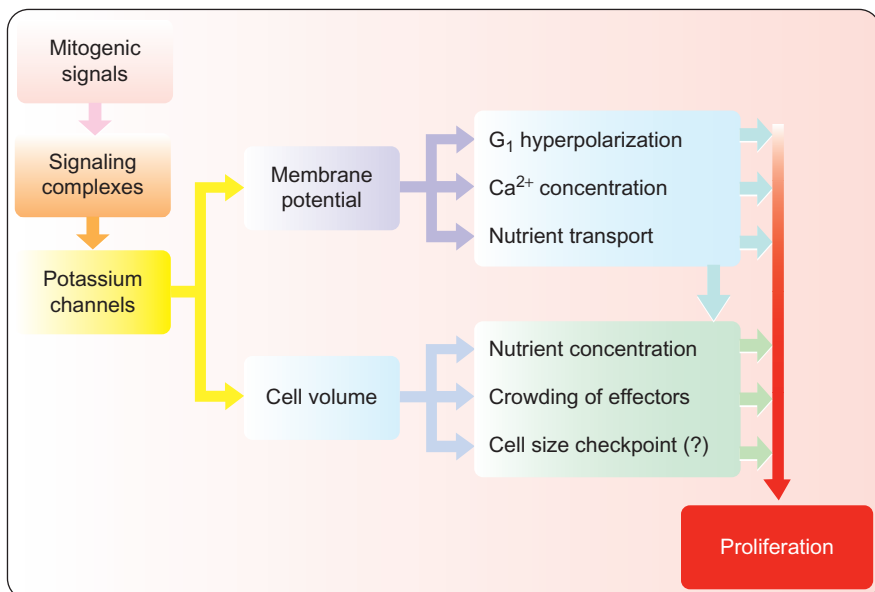 Mitogenic
signals
Signaling
complexes
Potassium
channels
Membrane
potential
Cell volume
G₁ hyperpolarization
Ca²⁺ concentration
Nutrient transport
Nutrient concentration
Crowding of effectors
Cell size checkpoint (?)
Proliferation